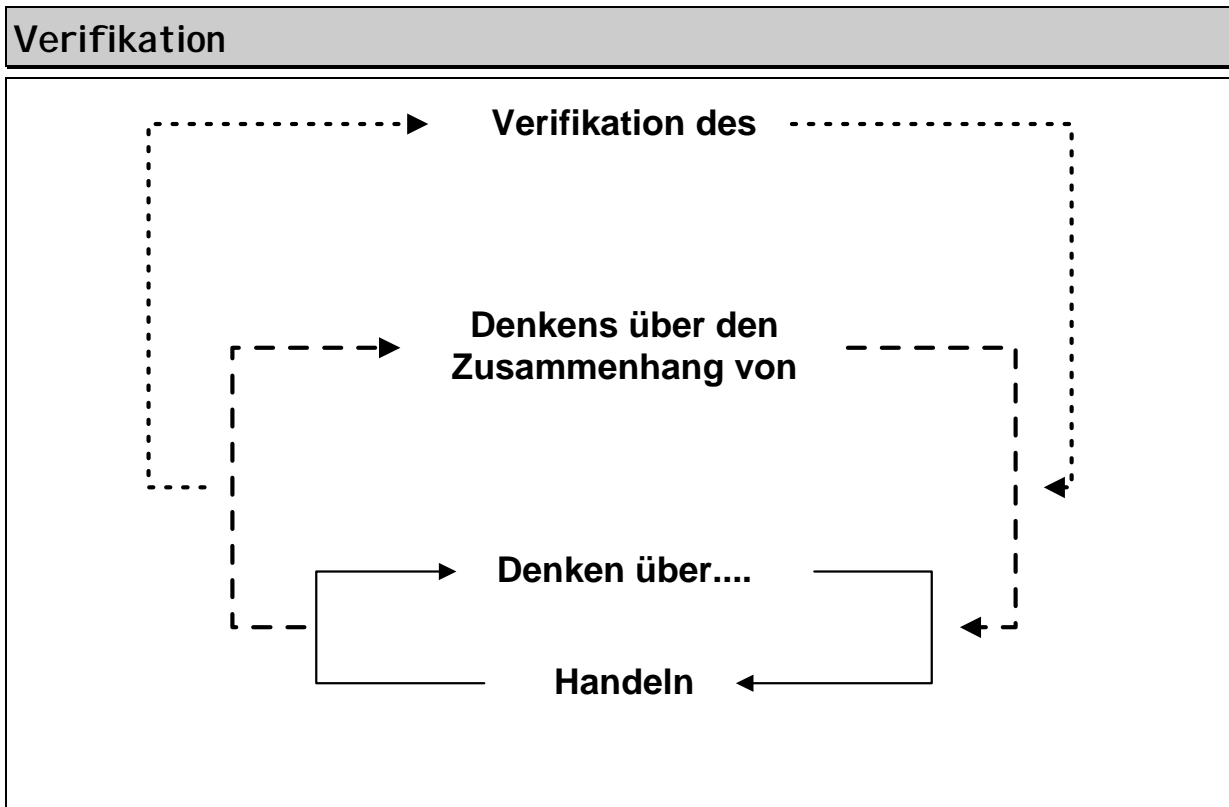 Verifikation
Verifikation des
Denkens über den
Zusammenhang von
Denken über....
Handeln